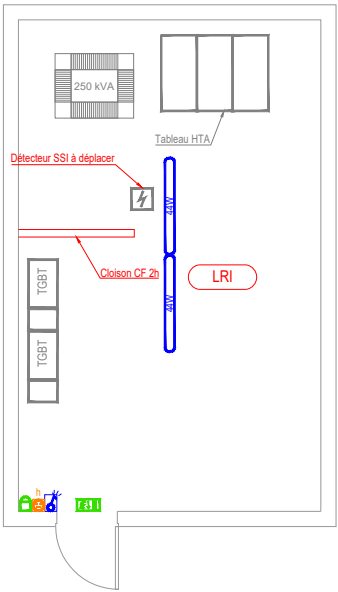 250 kVA
Tableau HTA
Détecteur SSI à déplacer
44W
Cloison CF 2h
LRI
TGBT
44W
TGBT
h